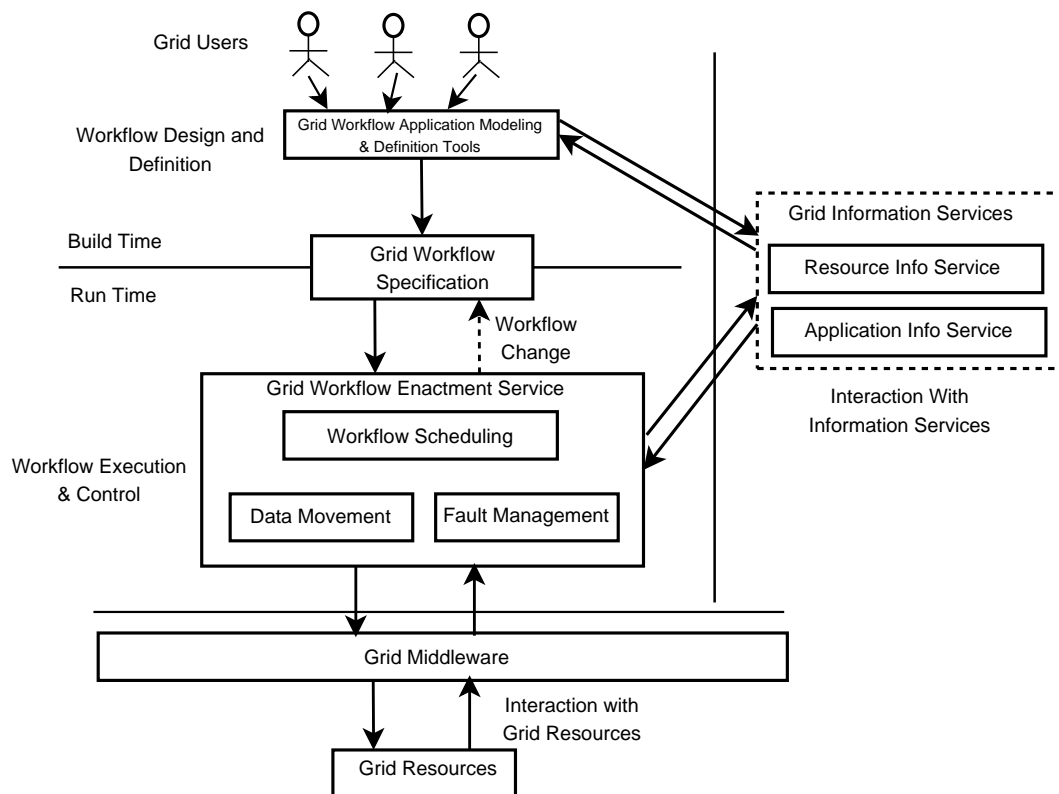 Grid Users
Grid Workflow Application Modeling
& Definition Tools
Workflow Design and
Definition
Grid Information Services
Resource Info Service
Application Info Service
Interaction With
Information Services
Build Time
Run Time
Grid Workflow
Specification
Workflow
Change
Grid Workflow Enactment Service
Workflow Scheduling
Data Movement
Fault Management
Workflow Execution
& Control
Grid Middleware
Interaction with
Grid Resources
Grid Resources